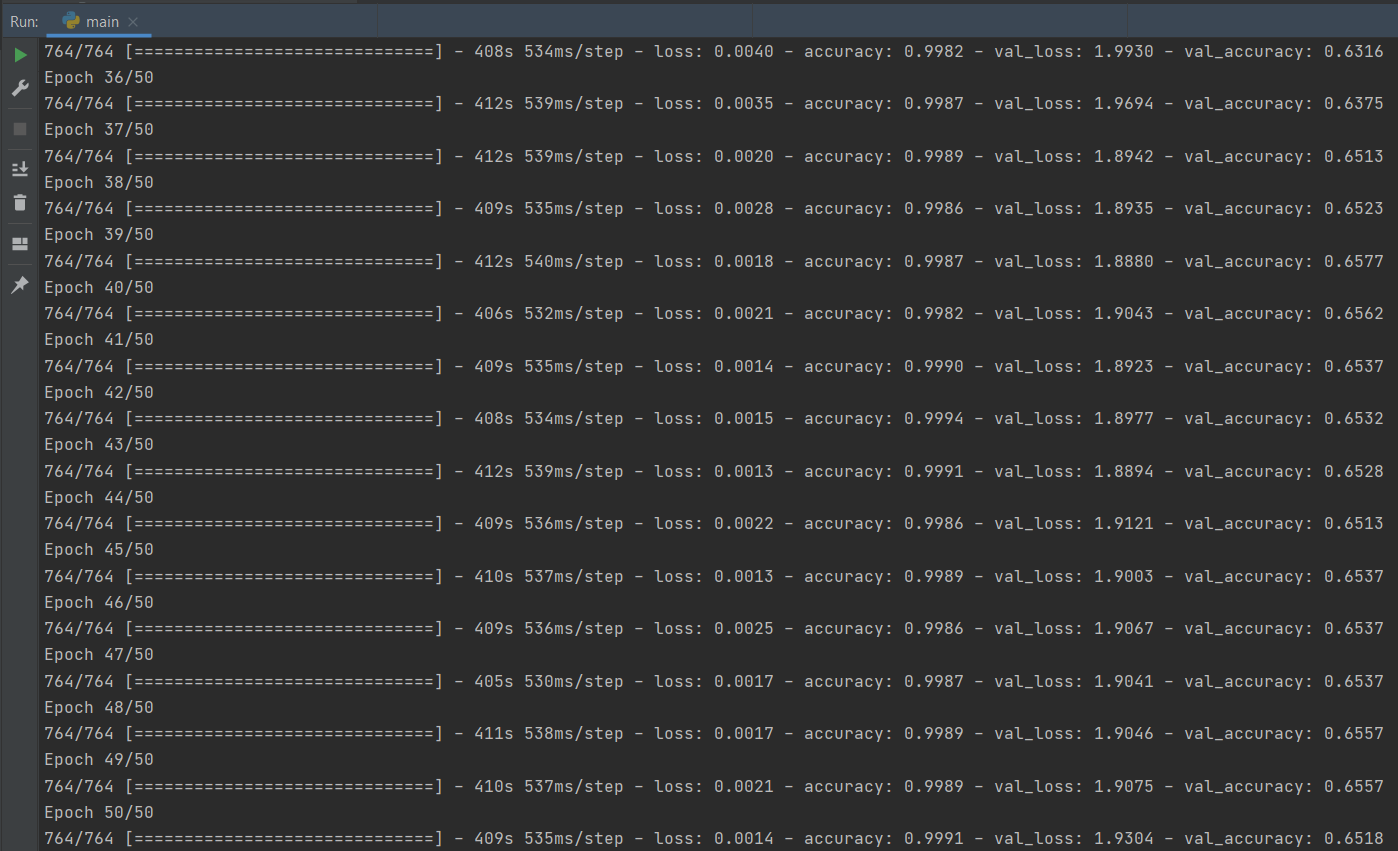 Run: main
764/764 [==============================] - 408s 534ms/step - loss: 0.0040 - accuracy: 0.9982 - val_loss: 1.9930 - val_accuracy: 0.6316
Epoch 36/50
764/764 [==============================] - 412s 539ms/step - loss: 0.0035 - accuracy: 0.9987 - val_loss: 1.9694 - val_accuracy: 0.6375
Epoch 37/50
764/764 [==============================] - 412s 539ms/step - loss: 0.0020 - accuracy: 0.9989 - val_loss: 1.8942 - val_accuracy: 0.6513
Epoch 38/50
764/764 [==============================] - 409s 535ms/step - loss: 0.0028 - accuracy: 0.9986 - val_loss: 1.8935 - val_accuracy: 0.6523
Epoch 39/50
764/764 [==============================] - 412s 540ms/step - loss: 0.0018 - accuracy: 0.9987 - val_loss: 1.8880 - val_accuracy: 0.6577
Epoch 40/50
764/764 [==============================] - 406s 532ms/step - loss: 0.0021 - accuracy: 0.9982 - val_loss: 1.9043 - val_accuracy: 0.6562
Epoch 41/50
764/764 [==============================] - 409s 535ms/step - loss: 0.0014 - accuracy: 0.9990 - val_loss: 1.8923 - val_accuracy: 0.6537
Epoch 42/50
764/764 [==============================] - 408s 534ms/step - loss: 0.0015 - accuracy: 0.9994 - val_loss: 1.8977 - val_accuracy: 0.6532
Epoch 43/50
764/764 [==============================] - 412s 539ms/step - loss: 0.0013 - accuracy: 0.9991 - val_loss: 1.8894 - val_accuracy: 0.6528
Epoch 44/50
764/764 [==============================] - 409s 536ms/step - loss: 0.0022 - accuracy: 0.9986 - val_loss: 1.9121 - val_accuracy: 0.6513
Epoch 45/50
764/764 [==============================] - 410s 537ms/step - loss: 0.0013 - accuracy: 0.9989 - val_loss: 1.9003 - val_accuracy: 0.6537
Epoch 46/50
764/764 [==============================] - 409s 536ms/step - loss: 0.0025 - accuracy: 0.9986 - val_loss: 1.9067 - val_accuracy: 0.6537
Epoch 47/50
764/764 [==============================] - 405s 530ms/step - loss: 0.0017 - accuracy: 0.9987 - val_loss: 1.9041 - val_accuracy: 0.6537
Epoch 48/50
764/764 [==============================] - 411s 538ms/step - loss: 0.0017 - accuracy: 0.9989 - val_loss: 1.9046 - val_accuracy: 0.6557
Epoch 49/50
764/764 [==============================] - 410s 537ms/step - loss: 0.0021 - accuracy: 0.9989 - val_loss: 1.9075 - val_accuracy: 0.6557
Epoch 50/50
764/764 [==============================] - 409s 535ms/step - loss: 0.0014 - accuracy: 0.9991 - val_loss: 1.9304 - val_accuracy: 0.6518